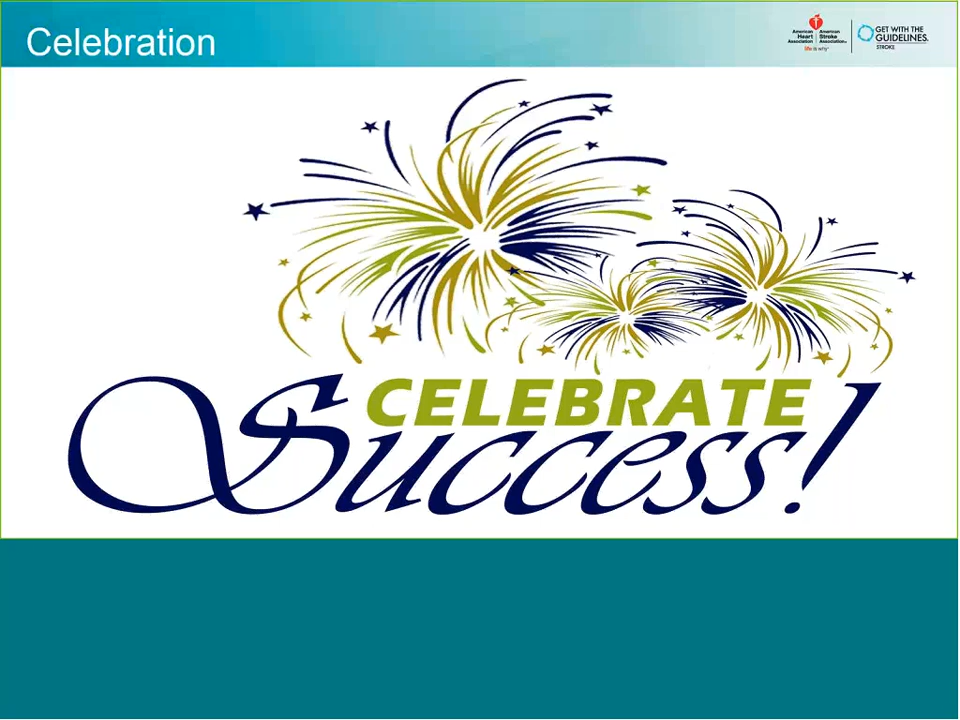 Celebration
American Heart Association
American Stroke Association
life is why
GET WITH THE
GUIDELINES.
STROKE
CELEBRATE
Success!